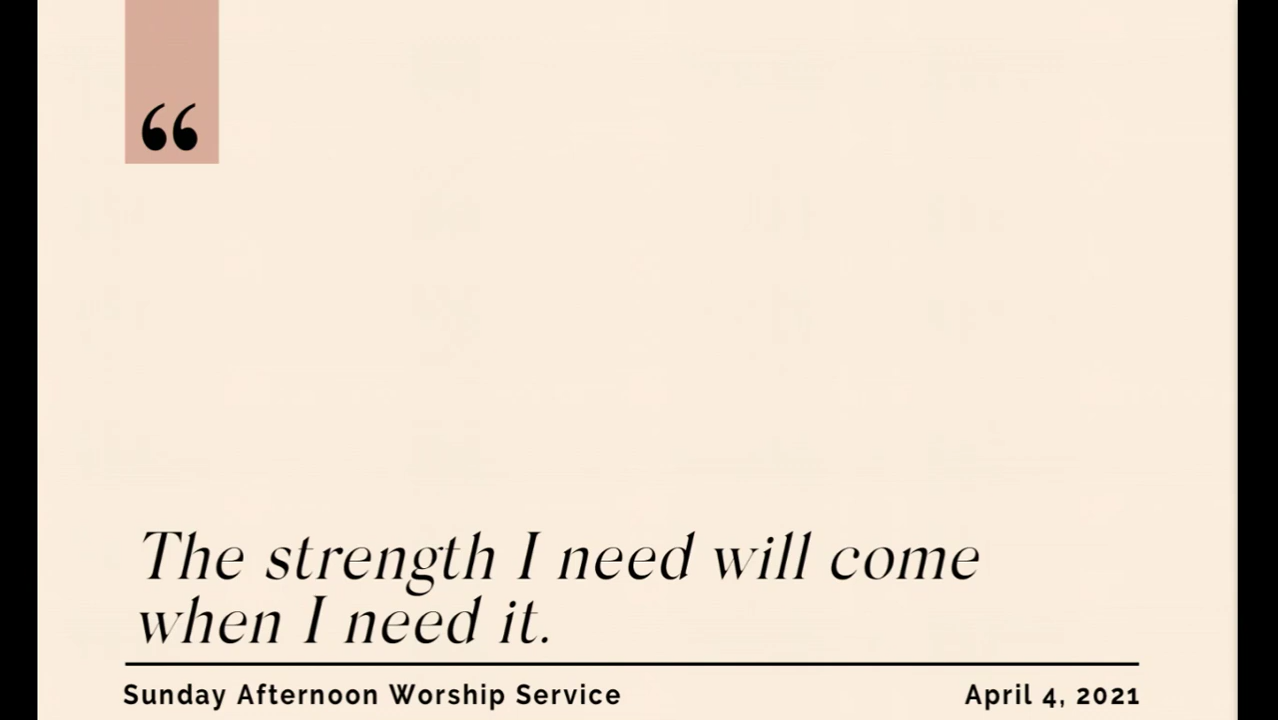 “
The strength I need will come
when I need it.
Sunday Afternoon Worship Service
April 4, 2021